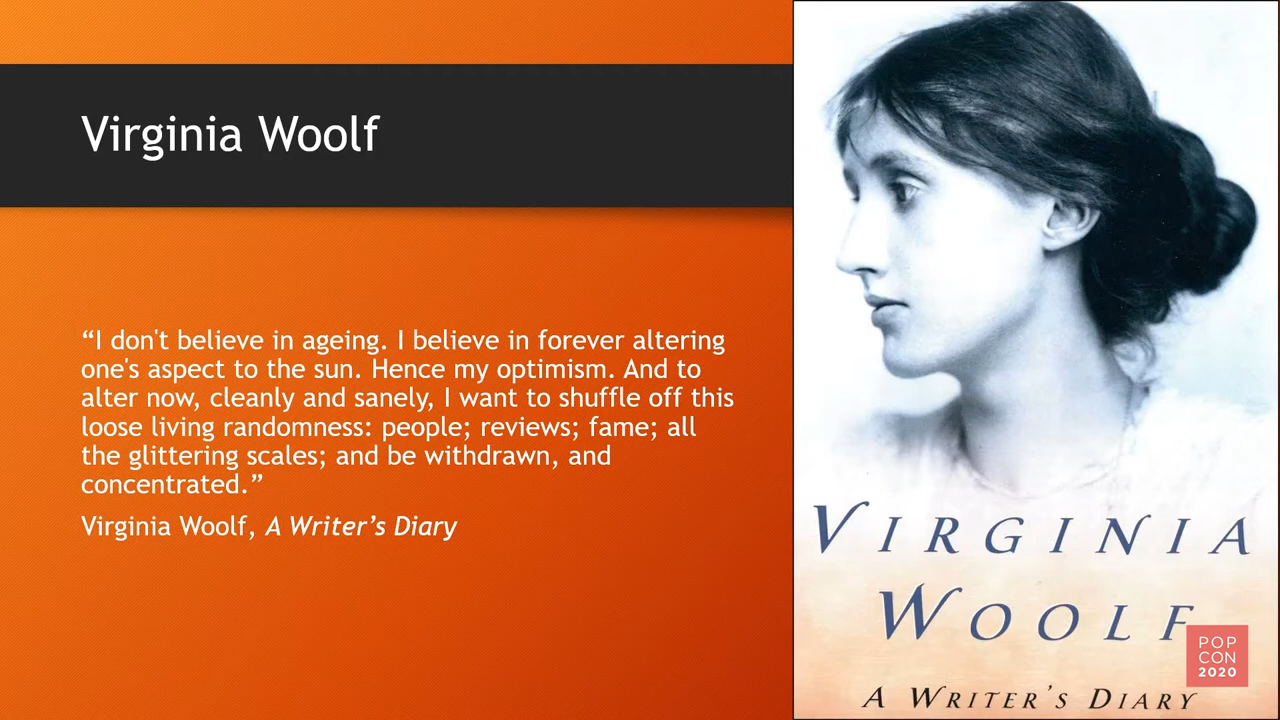 Virginia Woolf
“I don't believe in ageing. I believe in forever altering
one's aspect to the sun. Hence my optimism. And to
alter now, cleanly and sanely, I want to shuffle off this
loose living randomness: people; reviews; fame; all
the glittering scales; and be withdrawn, and
concentrated.”
Virginia Woolf, A Writer’s Diary
VIRGINIA
WOOLF
A WRITER'S DIARY
POP
CON
2020